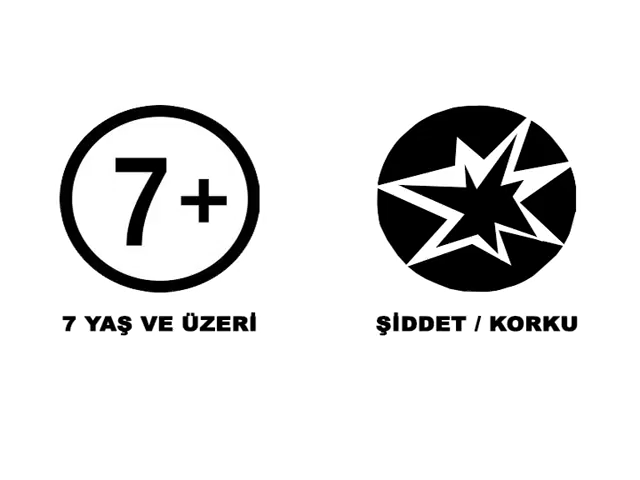 7+
7 YAŞ VE ÜZERİ
ŞİDDET / KORKU